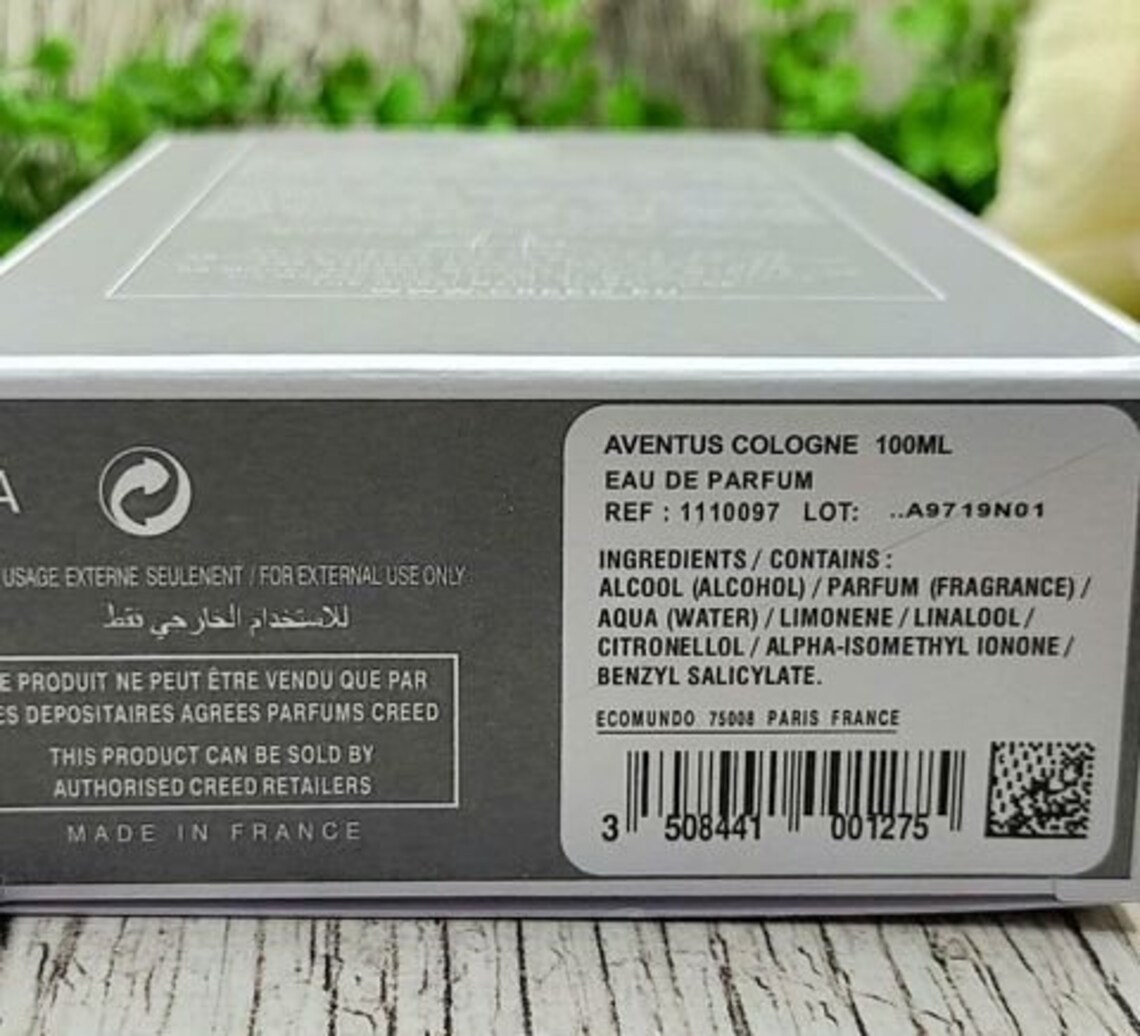 A
USAGE EXTERNE SEULENENT / FOR EXTERNAL USE ONLY
للاستخدام الخارجي فقط
E PRODUIT NE PEUT ÊTRE VENDU QUE PAR
ES DEPOSITAIRES AGREES PARFUMS CREED
THIS PRODUCT CAN BE SOLD BY
AUTHORISED CREED RETAILERS
MADE IN FRANCE
AVENTUS COLOGNE 100ML
EAU DE PARFUM
REF : 1110097 LOT: ..A9719N01
INGREDIENTS / CONTAINS :
ALCOOL (ALCOHOL) / PARFUM (FRAGRANCE) /
AQUA (WATER) / LIMONENE / LINALOOL /
CITRONELLOL / ALPHA-ISOMETHYL IONONE /
BENZYL SALICYLATE.
ECOMUNDO 75008 PARIS FRANCE
3 508441 001275